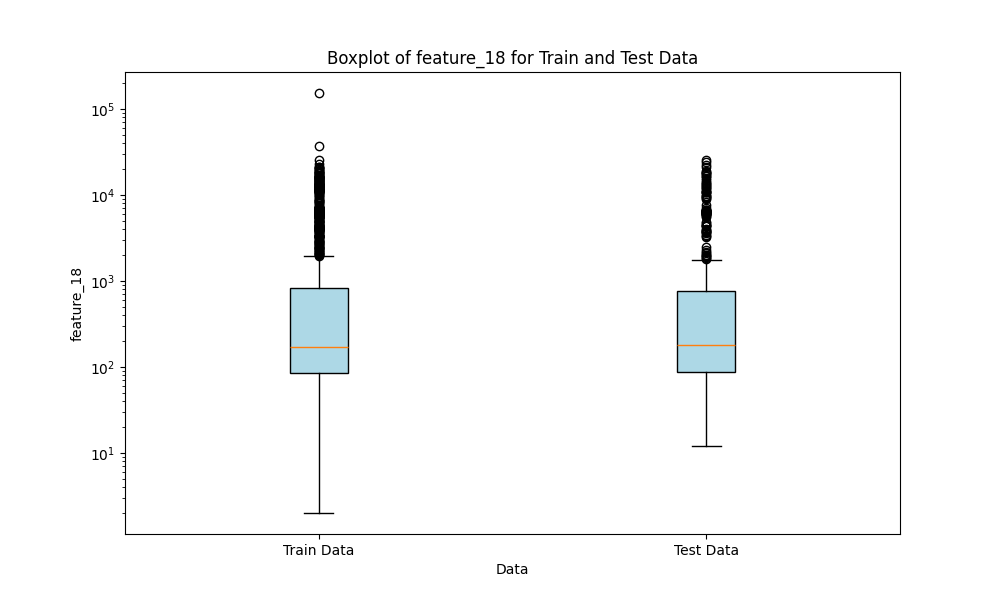 Boxplot of feature_18 for Train and Test Data
10^5
10^4
10^3
10^2
10^1
feature_18
Train Data
Test Data
Data